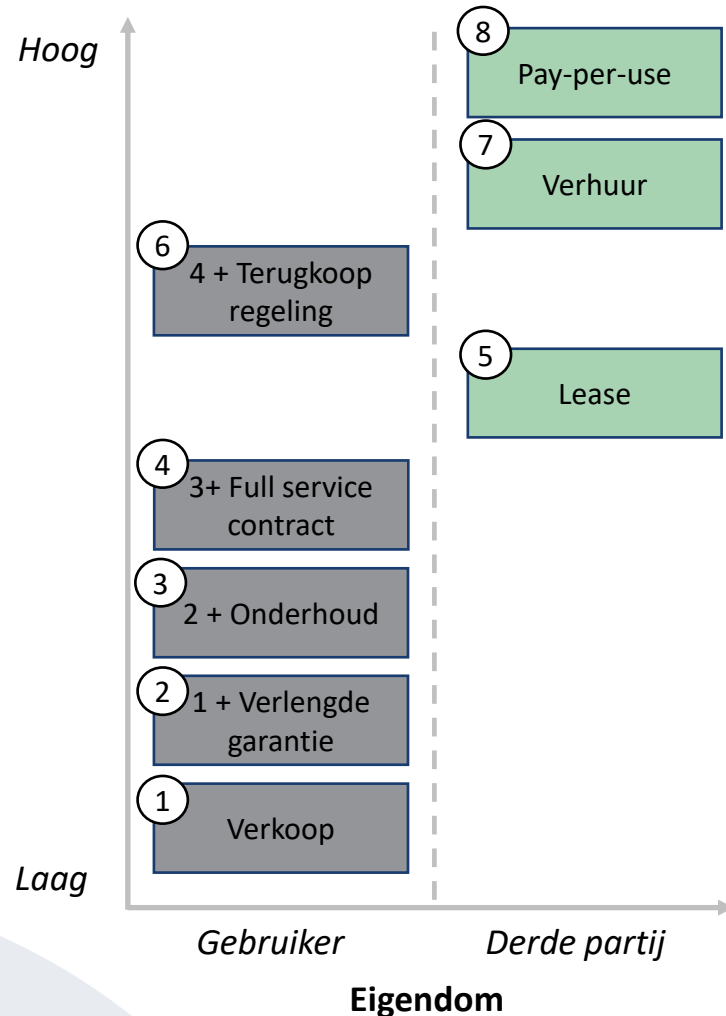 Hoog
8
Pay-per-use
7
Verhuur
6
4 + Terugkoop
regeling
5
Lease
4
3+ Full service
contract
3
2 + Onderhoud
2
1 + Verlengde
garantie
1
Verkoop
Laag
Gebruiker
Derde partij
Eigendom